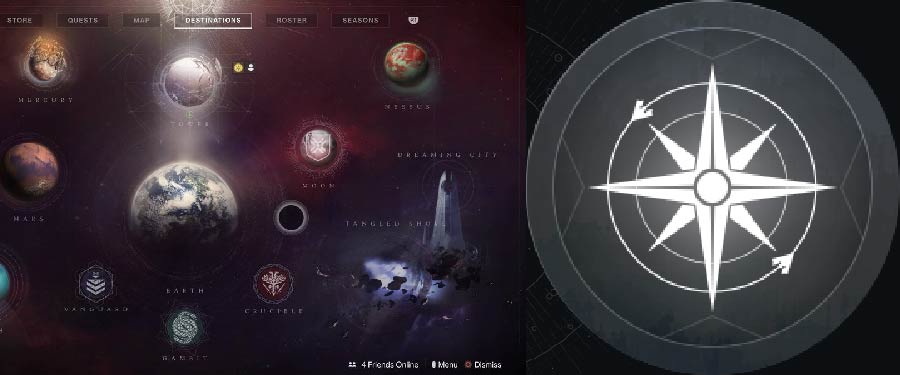 STORE QUESTS MAP DESTINATIONS ROSTER SEASONS
MERCURY
NESSUS
TOWER
DREAMING CITY
MOON
MARS
TANGLED SHORE
EARTH
VANGUARD
CRUCIBLE
GAMBIT
4 Friends Online Menu Dismiss